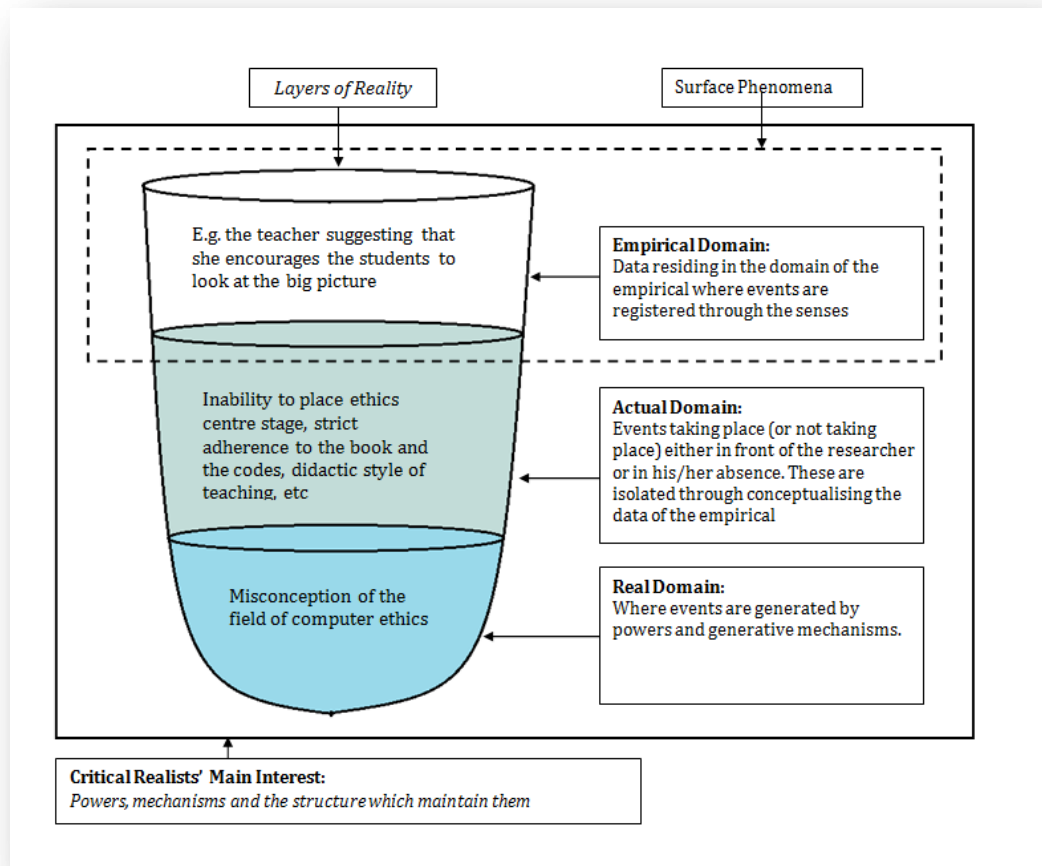 Layers of Reality
Surface Phenomena
E.g. the teacher suggesting that
she encourages the students to
look at the big picture
Empirical Domain:
Data residing in the domain of the
empirical where events are
registered through the senses
Inability to place ethics
centre stage, strict
adherence to the book and
the codes, didactic style of
teaching, etc
Actual Domain:
Events taking place (or not taking
place) either in front of the researcher
or in his/her absence. These are
isolated through conceptualising the
data of the empirical
Misconception of the
field of computer ethics
Real Domain:
Where events are generated by
powers and generative mechanisms.
Critical Realists' Main Interest:
Powers, mechanisms and the structure which maintain them